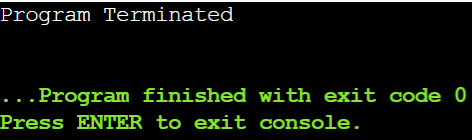 Program Terminated
...Program finished with exit code 0
Press ENTER to exit console.